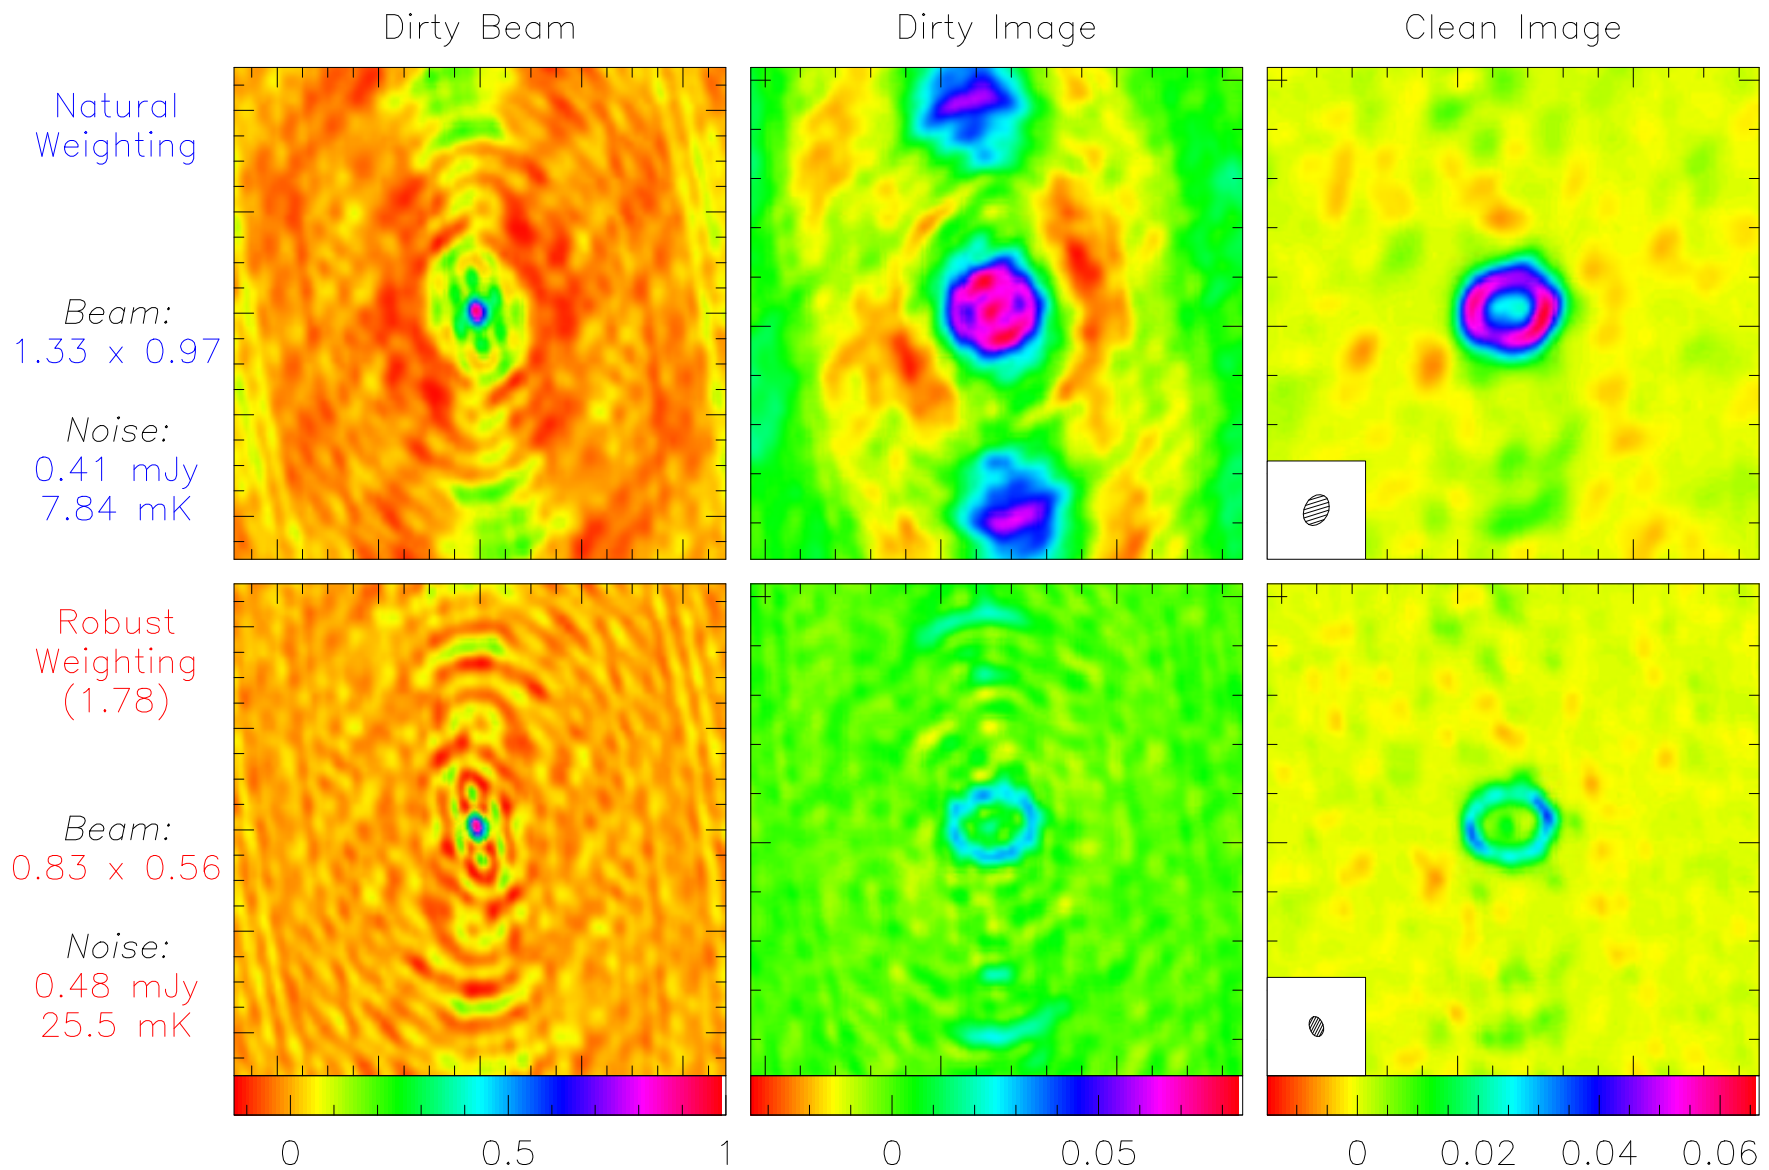 Dirty Beam
Dirty Image
Clean Image
Natural
Weighting
Beam:
1.33 x 0.97
Noise:
0.41 mJy
7.84 mK
Robust
Weighting
(1.78)
Beam:
0.83 x 0.56
Noise:
0.48 mJy
25.5 mK
0 0.5 1
0 0.05
0 0.02 0.04 0.06